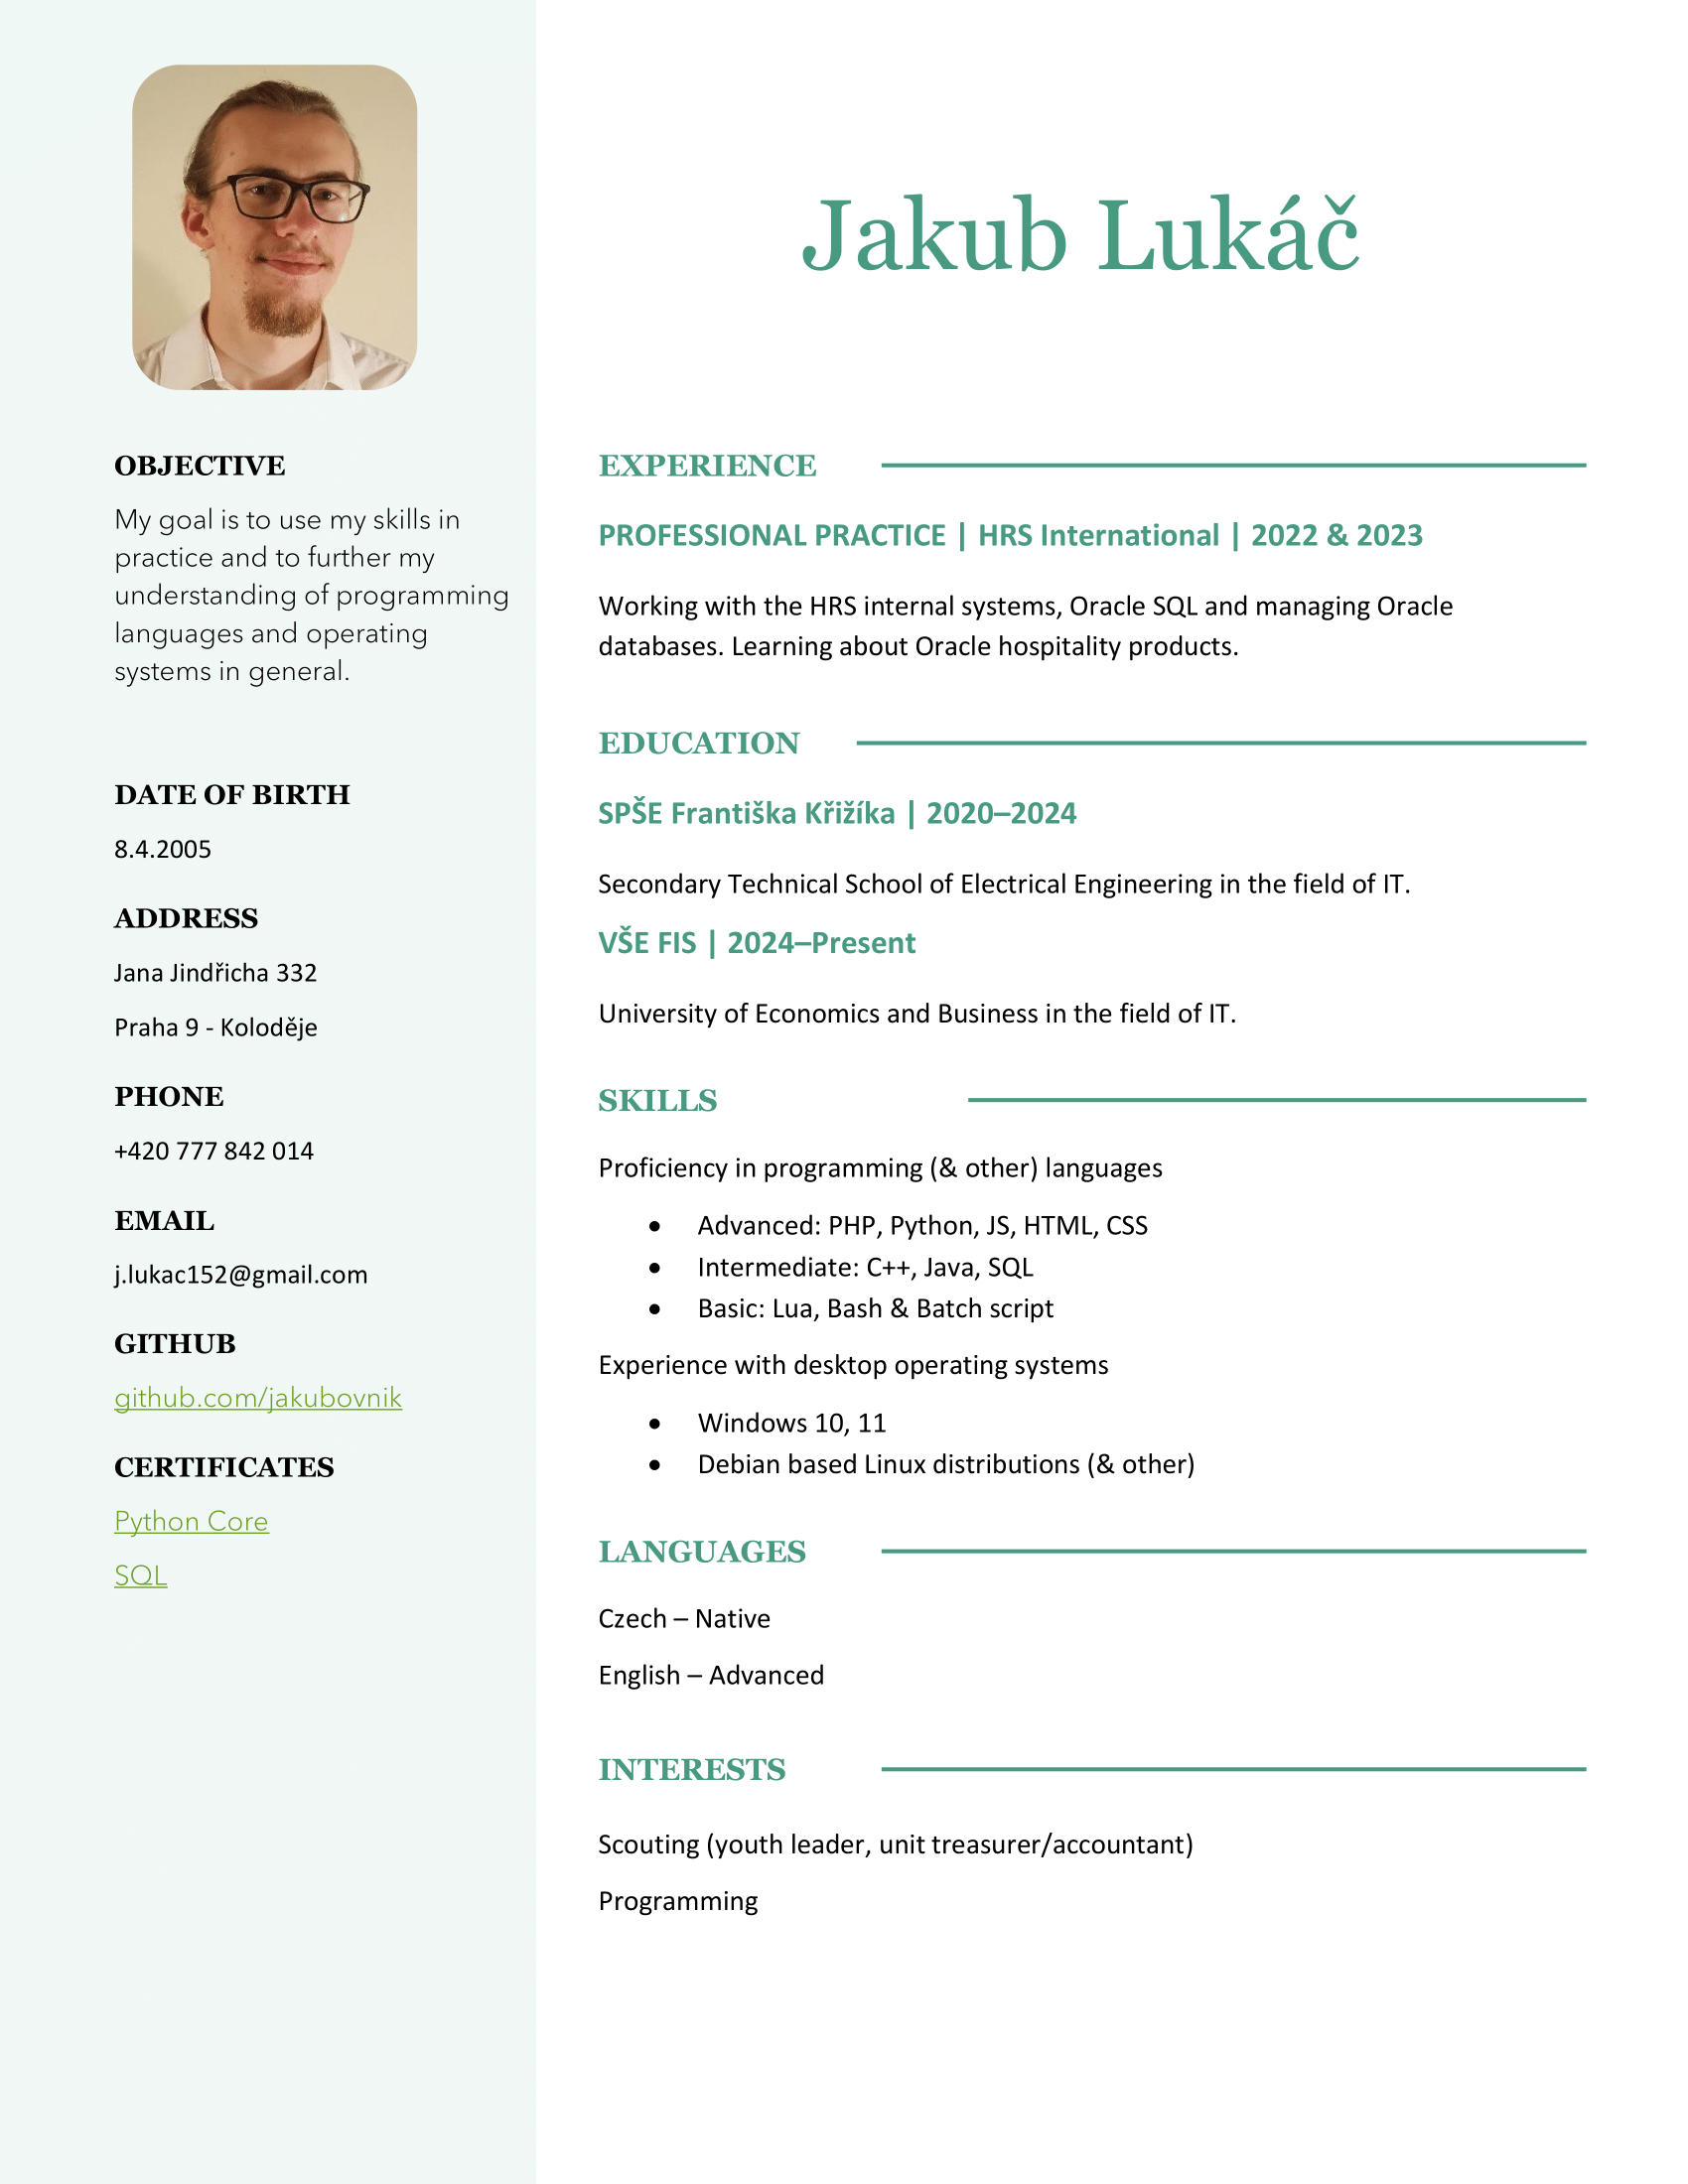 Jakub Lukáč
OBJECTIVE
My goal is to use my skills in
practice and to further my
understanding of programming
languages and operating
systems in general.
DATE OF BIRTH
8.4.2005
ADDRESS
Jana Jindřicha 332
Praha 9 - Koloděje
PHONE
+420 777 842 014
EMAIL
j.lukac152@gmail.com
GITHUB
github.com/jakubovnik
CERTIFICATES
Python Core
SQL
EXPERIENCE
PROFESSIONAL PRACTICE | HRS International | 2022 & 2023
Working with the HRS internal systems, Oracle SQL and managing Oracle
databases. Learning about Oracle hospitality products.
EDUCATION
SPŠE Františka Křižíka | 2020–2024
Secondary Technical School of Electrical Engineering in the field of IT.
VŠE FIS | 2024–Present
University of Economics and Business in the field of IT.
SKILLS
Proficiency in programming (& other) languages
• Advanced: PHP, Python, JS, HTML, CSS
• Intermediate: C++, Java, SQL
• Basic: Lua, Bash & Batch script
Experience with desktop operating systems
• Windows 10, 11
• Debian based Linux distributions (& other)
LANGUAGES
Czech – Native
English – Advanced
INTERESTS
Scouting (youth leader, unit treasurer/accountant)
Programming